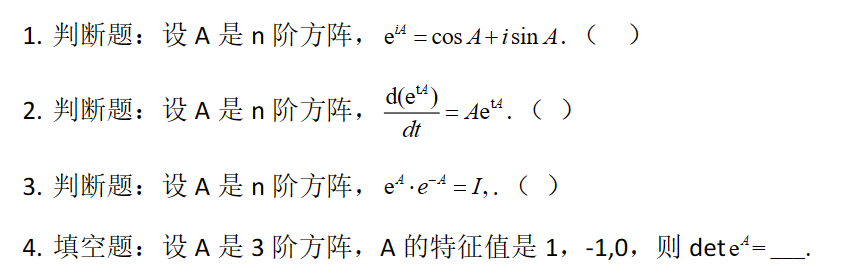 1. 判断题：设 A 是 n 阶方阵， e^{iA} = cos A + i sin A. （ ）
2. 判断题：设 A 是 n 阶方阵， \frac{d(e^{tA})}{dt} = Ae^{tA}. （ ）
3. 判断题：设 A 是 n 阶方阵， e^{A}·e^{-A} = I,. （ ）
4. 填空题：设 A 是 3 阶方阵，A 的特征值是 1，-1,0，则 det e^{A}= ___.